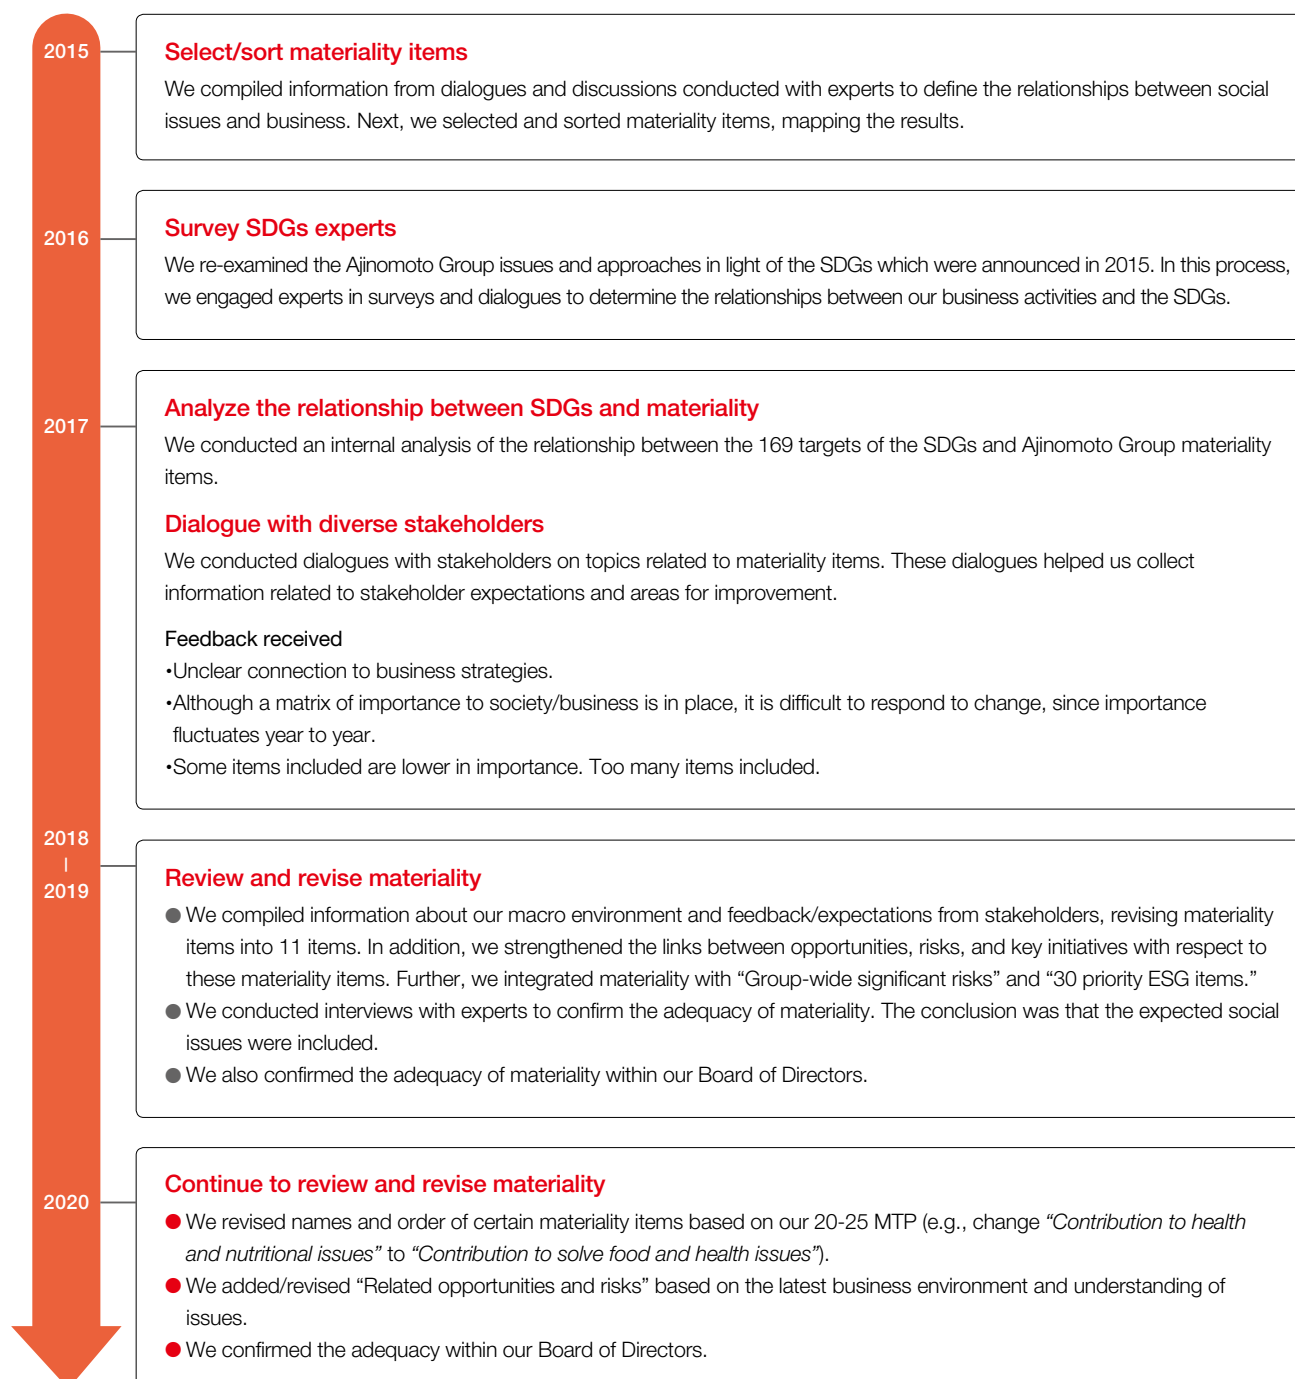 2015
Select/sort materiality items
We compiled information from dialogues and discussions conducted with experts to define the relationships between social
issues and business. Next, we selected and sorted materiality items, mapping the results.
2016
Survey SDGs experts
We re-examined the Ajinomoto Group issues and approaches in light of the SDGs which were announced in 2015. In this process,
we engaged experts in surveys and dialogues to determine the relationships between our business activities and the SDGs.
2017
Analyze the relationship between SDGs and materiality
We conducted an internal analysis of the relationship between the 169 targets of the SDGs and Ajinomoto Group materiality
items.
Dialogue with diverse stakeholders
We conducted dialogues with stakeholders on topics related to materiality items. These dialogues helped us collect
information related to stakeholder expectations and areas for improvement.
Feedback received
•Unclear connection to business strategies.
•Although a matrix of importance to society/business is in place, it is difficult to respond to change, since importance
fluctuates year to year.
•Some items included are lower in importance. Too many items included.
2018
|
2019
Review and revise materiality
● We compiled information about our macro environment and feedback/expectations from stakeholders, revising materiality
items into 11 items. In addition, we strengthened the links between opportunities, risks, and key initiatives with respect to
these materiality items. Further, we integrated materiality with “Group-wide significant risks” and “30 priority ESG items.”
● We conducted interviews with experts to confirm the adequacy of materiality. The conclusion was that the expected social
issues were included.
● We also confirmed the adequacy of materiality within our Board of Directors.
2020
Continue to review and revise materiality
● We revised names and order of certain materiality items based on our 20-25 MTP (e.g., change “Contribution to health
and nutritional issues” to “Contribution to solve food and health issues”).
● We added/revised “Related opportunities and risks” based on the latest business environment and understanding of
issues.
● We confirmed the adequacy within our Board of Directors.